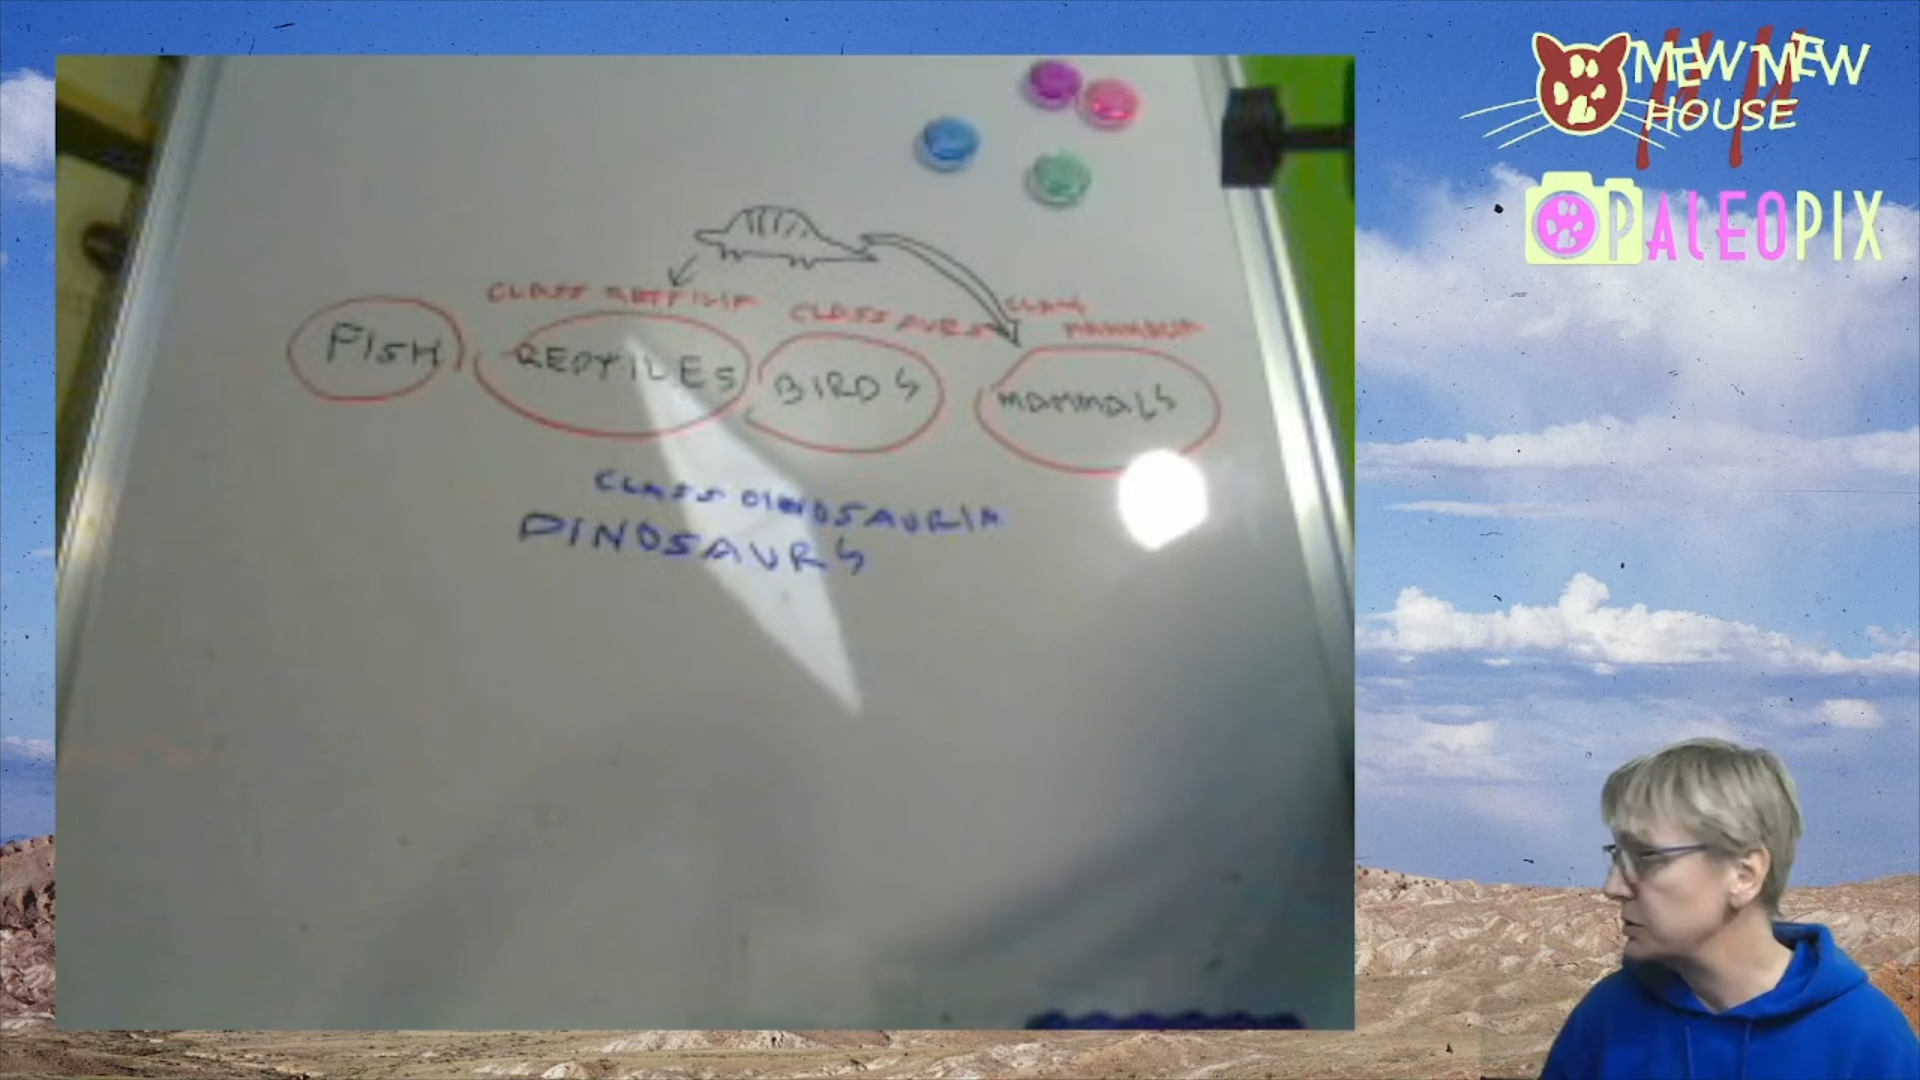 MEW MEW
HOUSE
PALEOPIX
CLASS REPTILIA
CLASS AVES
CLASS
MAMMALIA
FISH
REPTILES
BIRDS
MAMMALS
CLASS DINOSAURIA
DINOSAURS